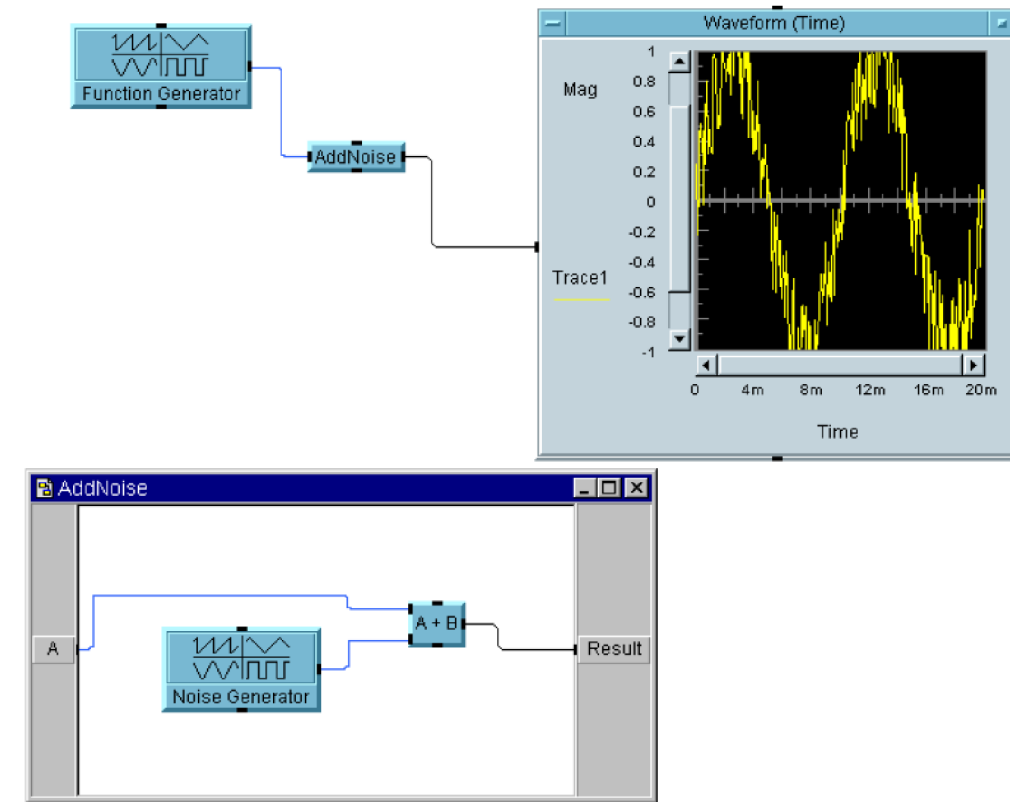 Function Generator
AddNoise
Waveform (Time)
Mag
Trace1
1
0.8
0.6
0.4
0.2
0
-0.2
-0.4
-0.6
-0.8
-1
0 4m 8m 12m 16m 20m
Time
AddNoise
A
A + B
Noise Generator
Result